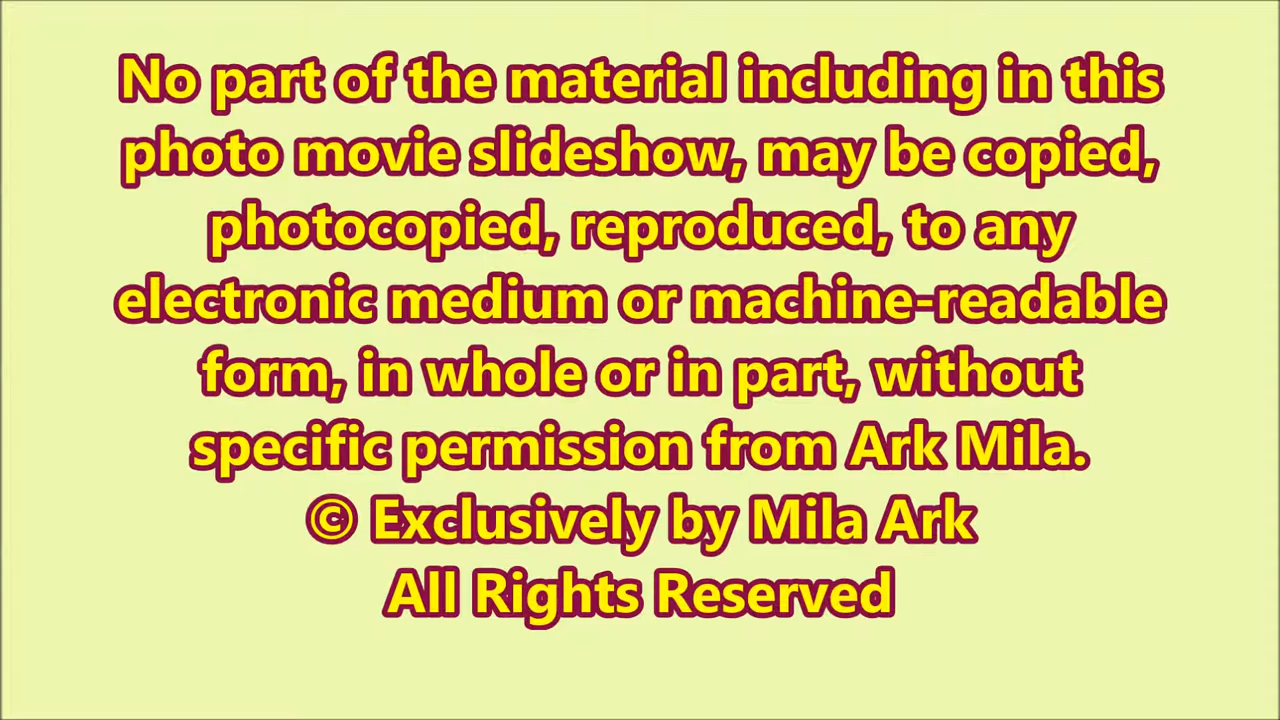 No part of the material including in this
photo movie slideshow, may be copied,
photocopied, reproduced, to any
electronic medium or machine-readable
form, in whole or in part, without
specific permission from Ark Mila.
© Exclusively by Mila Ark
All Rights Reserved